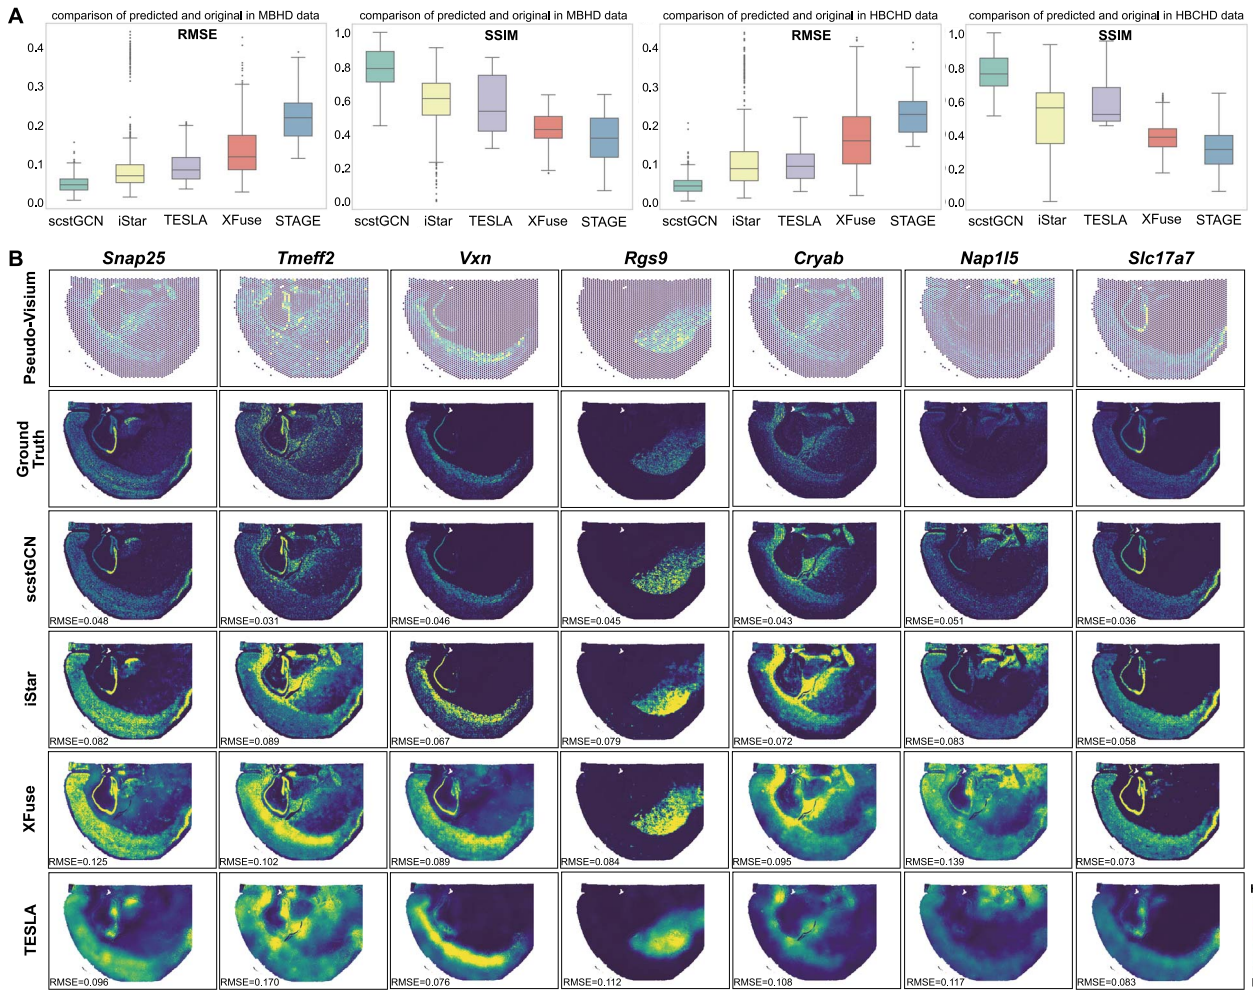 A
comparison of predicted and original in MBHD data
comparison of predicted and original in MBHD data
comparison of predicted and original in HBCHD data
comparison of predicted and original in HBCHD data
RMSE
SSIM
RMSE
SSIM
0.4
0.3
0.2
0.1
0.0
1.0
0.8
0.6
0.4
0.2
0.0
0.4
0.3
0.2
0.1
0.0
1.0
0.8
0.6
0.4
0.2
0.0
scstGCN iStar TESLA XFuse STAGE
scstGCN iStar TESLA XFuse STAGE
scstGCN iStar TESLA XFuse STAGE
scstGCN iStar TESLA XFuse STAGE
B
Snap25 Tmeff2 Vxn Rgs9 Cryab Nap1l5 Slc17a7
Pseudo-Visium
Ground
Truth
scstGCN
RMSE=0.048 RMSE=0.031 RMSE=0.046 RMSE=0.045 RMSE=0.043 RMSE=0.051 RMSE=0.036
iStar
RMSE=0.082 RMSE=0.089 RMSE=0.067 RMSE=0.079 RMSE=0.072 RMSE=0.083 RMSE=0.058
XFuse
RMSE=0.125 RMSE=0.102 RMSE=0.089 RMSE=0.084 RMSE=0.095 RMSE=0.139 RMSE=0.073
TESLA
RMSE=0.096 RMSE=0.170 RMSE=0.076 RMSE=0.112 RMSE=0.108 RMSE=0.117 RMSE=0.083